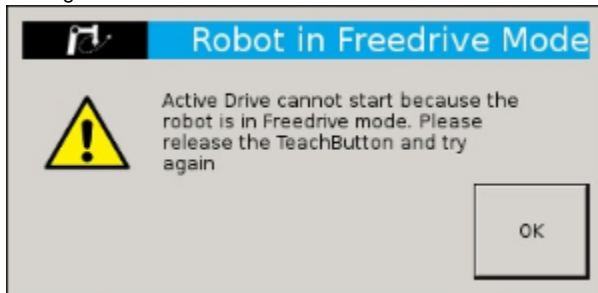 Robot in Freedrive Mode
Active Drive cannot start because the
robot is in Freedrive mode. Please
release the TeachButton and try
again
OK